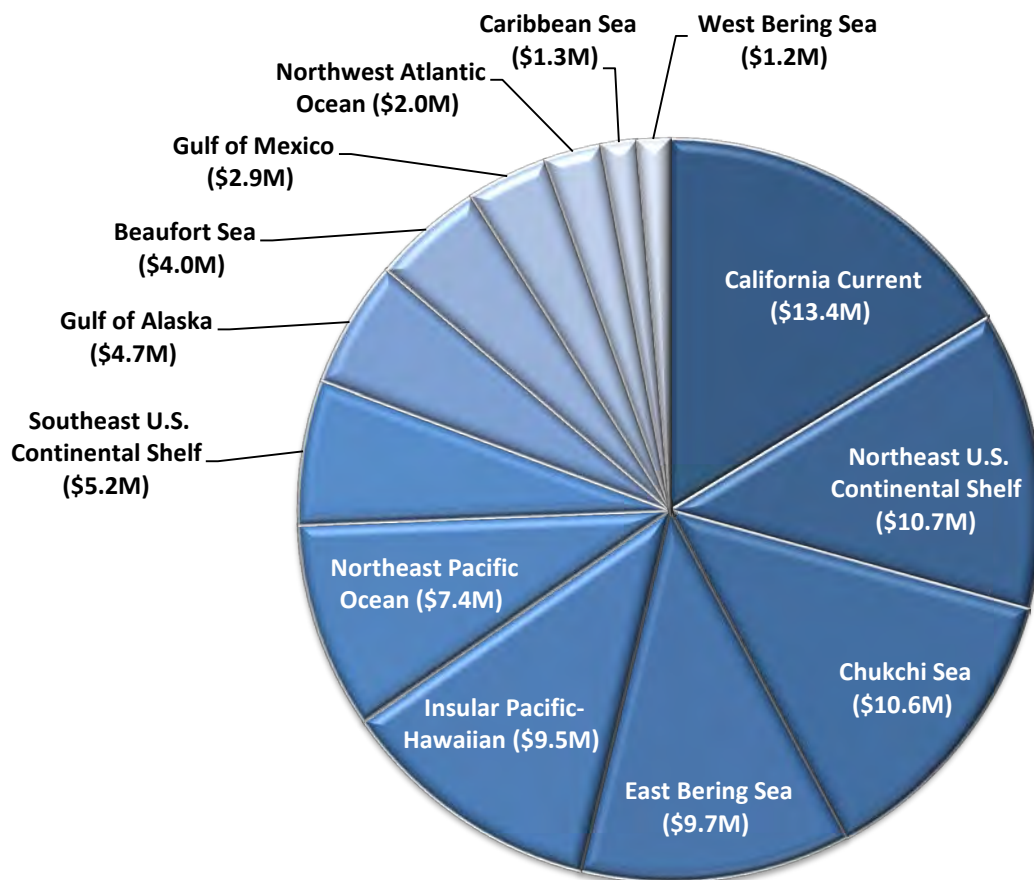 Caribbean Sea
($1.3M)
West Bering Sea
($1.2M)
Northwest Atlantic
Ocean ($2.0M)
Gulf of Mexico
($2.9M)
Beaufort Sea
($4.0M)
Gulf of Alaska
($4.7M)
Southeast U.S.
Continental Shelf
($5.2M)
California Current
($13.4M)
Northeast U.S.
Continental Shelf
($10.7M)
Northeast Pacific
Ocean ($7.4M)
Chukchi Sea
($10.6M)
Insular Pacific-
Hawaiian ($9.5M)
East Bering Sea
($9.7M)